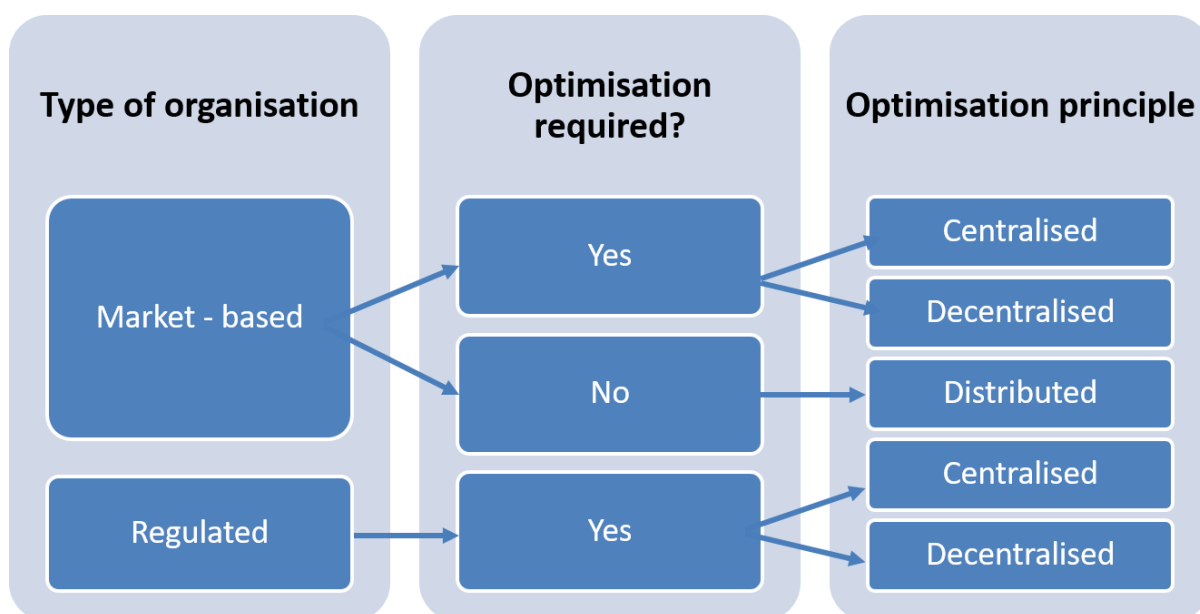 Type of organisation
Optimisation
required?
Optimisation principle
Market - based
Regulated
Yes
No
Yes
Centralised
Decentralised
Distributed
Centralised
Decentralised